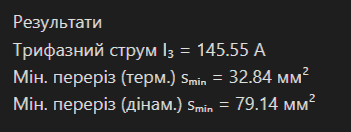 Результати
Трифазний струм I₃ = 145.55 А
Мін. переріз (терм.) sₘᵢₙ = 32.84 мм²
Мін. переріз (дінам.) sₘᵢₙ = 79.14 мм²